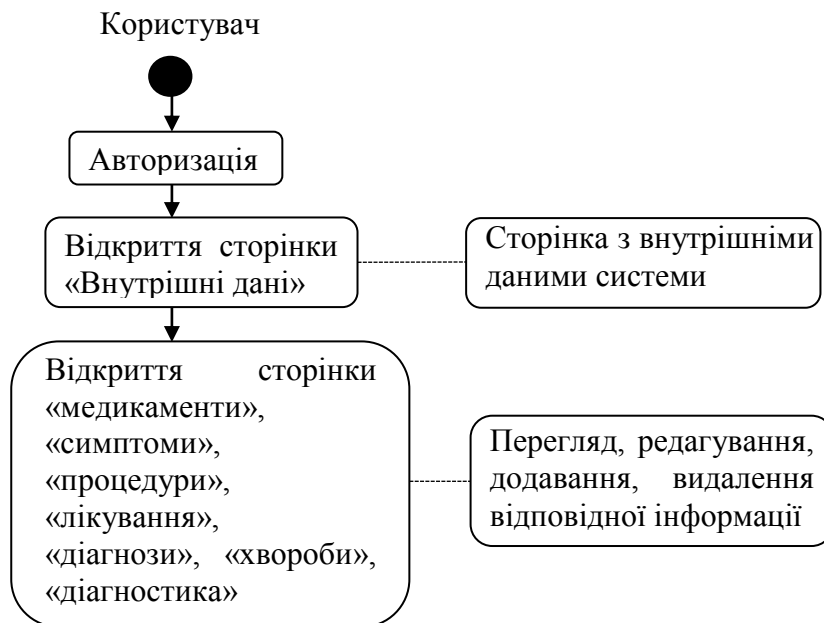 Користувач
Авторизація
Відкриття сторінки
«Внутрішні дані»
Сторінка з внутрішніми
даними системи
Відкриття сторінки
«медикаменти»,
«симптоми»,
«процедури»,
«лікування»,
«діагнози», «хвороби»,
«діагностика»
Перегляд, редагування,
додавання, видалення
відповідної інформації